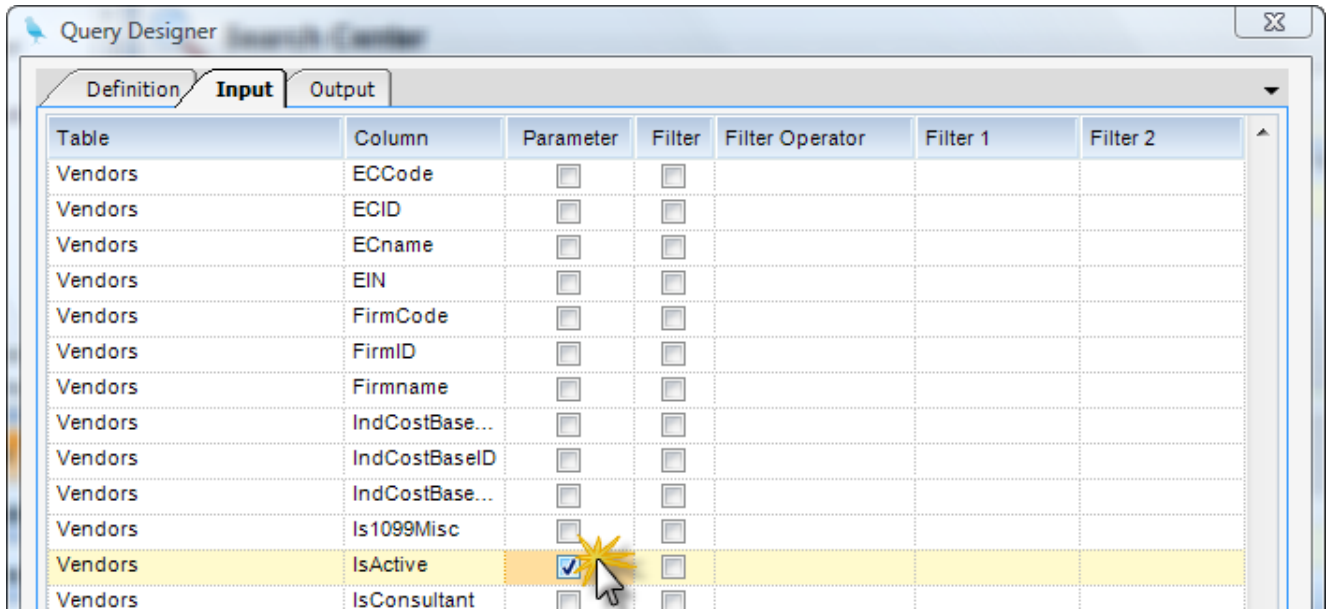 Query Designer
Search Center
Definition Input Output
Table Column Parameter Filter Filter Operator Filter 1 Filter 2
Vendors ECCode
Vendors ECID
Vendors ECname
Vendors EIN
Vendors FirmCode
Vendors FirmID
Vendors Firmname
Vendors IndCostBase...
Vendors IndCostBaseID
Vendors IndCostBase...
Vendors Is1099Misc
Vendors IsActive
Vendors IsConsultant